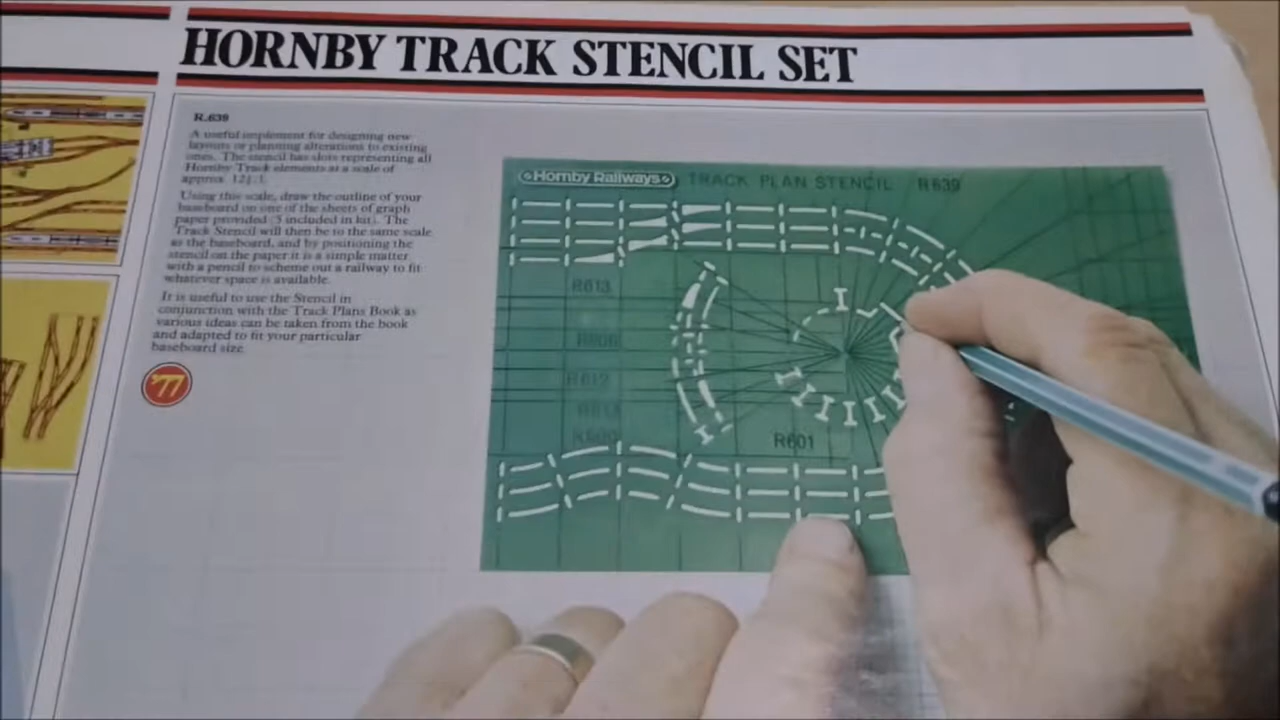 HORNBY TRACK STENCIL SET
R.639
A useful implement for designing new
layouts or planning alterations to existing
ones. The stencil has slots representing all
Hornby Track elements at a scale of
approx.
Using this scale, draw the outline of your
baseboard on one of the sheets of graph
paper provided (5 included in kit). The
Track Stencil will then be to the same scale
as the baseboard, and by positioning the
stencil on the paper it is a simple matter
with a pencil to scheme out a railway to fit
whatever space is available.
It is useful to use the Stencil in
conjunction with the Track Plans Book as
various ideas can be taken from the book
and adapted to fit your particular
baseboard size
'77
Hornby Railways TRACK PLAN STENCIL R639
R613
R606
R612
R600
R601